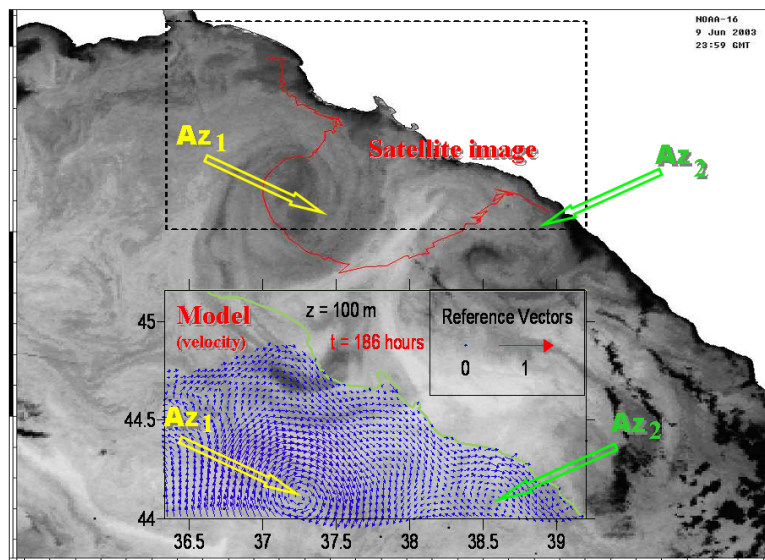 NOAA-16
9 Jun 2003
23:59 GMT
Az1
Satellite image
Az2
45
Model
(velocity)
z = 100 m
t = 186 hours
Reference Vectors
0
1
44.5
Az1
Az2
44
36.5
37
37.5
38
38.5
39